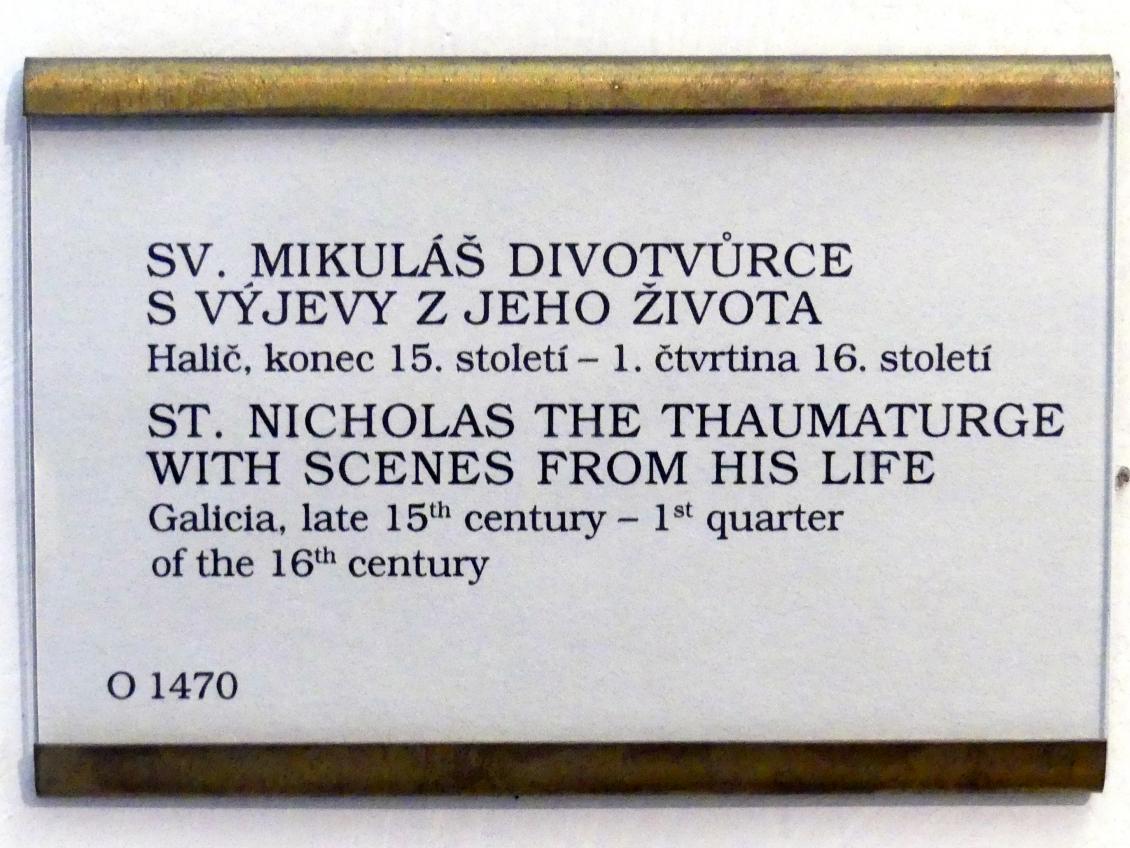 SV. MIKULÁŠ DIVOTVŮRCE
S VÝJEVY Z JEHO ŽIVOTA
Halič, konec 15. století – 1. čtvrtina 16. století
ST. NICHOLAS THE THAUMATURGE
WITH SCENES FROM HIS LIFE
Galicia, late 15th century – 1st quarter
of the 16th century
O 1470